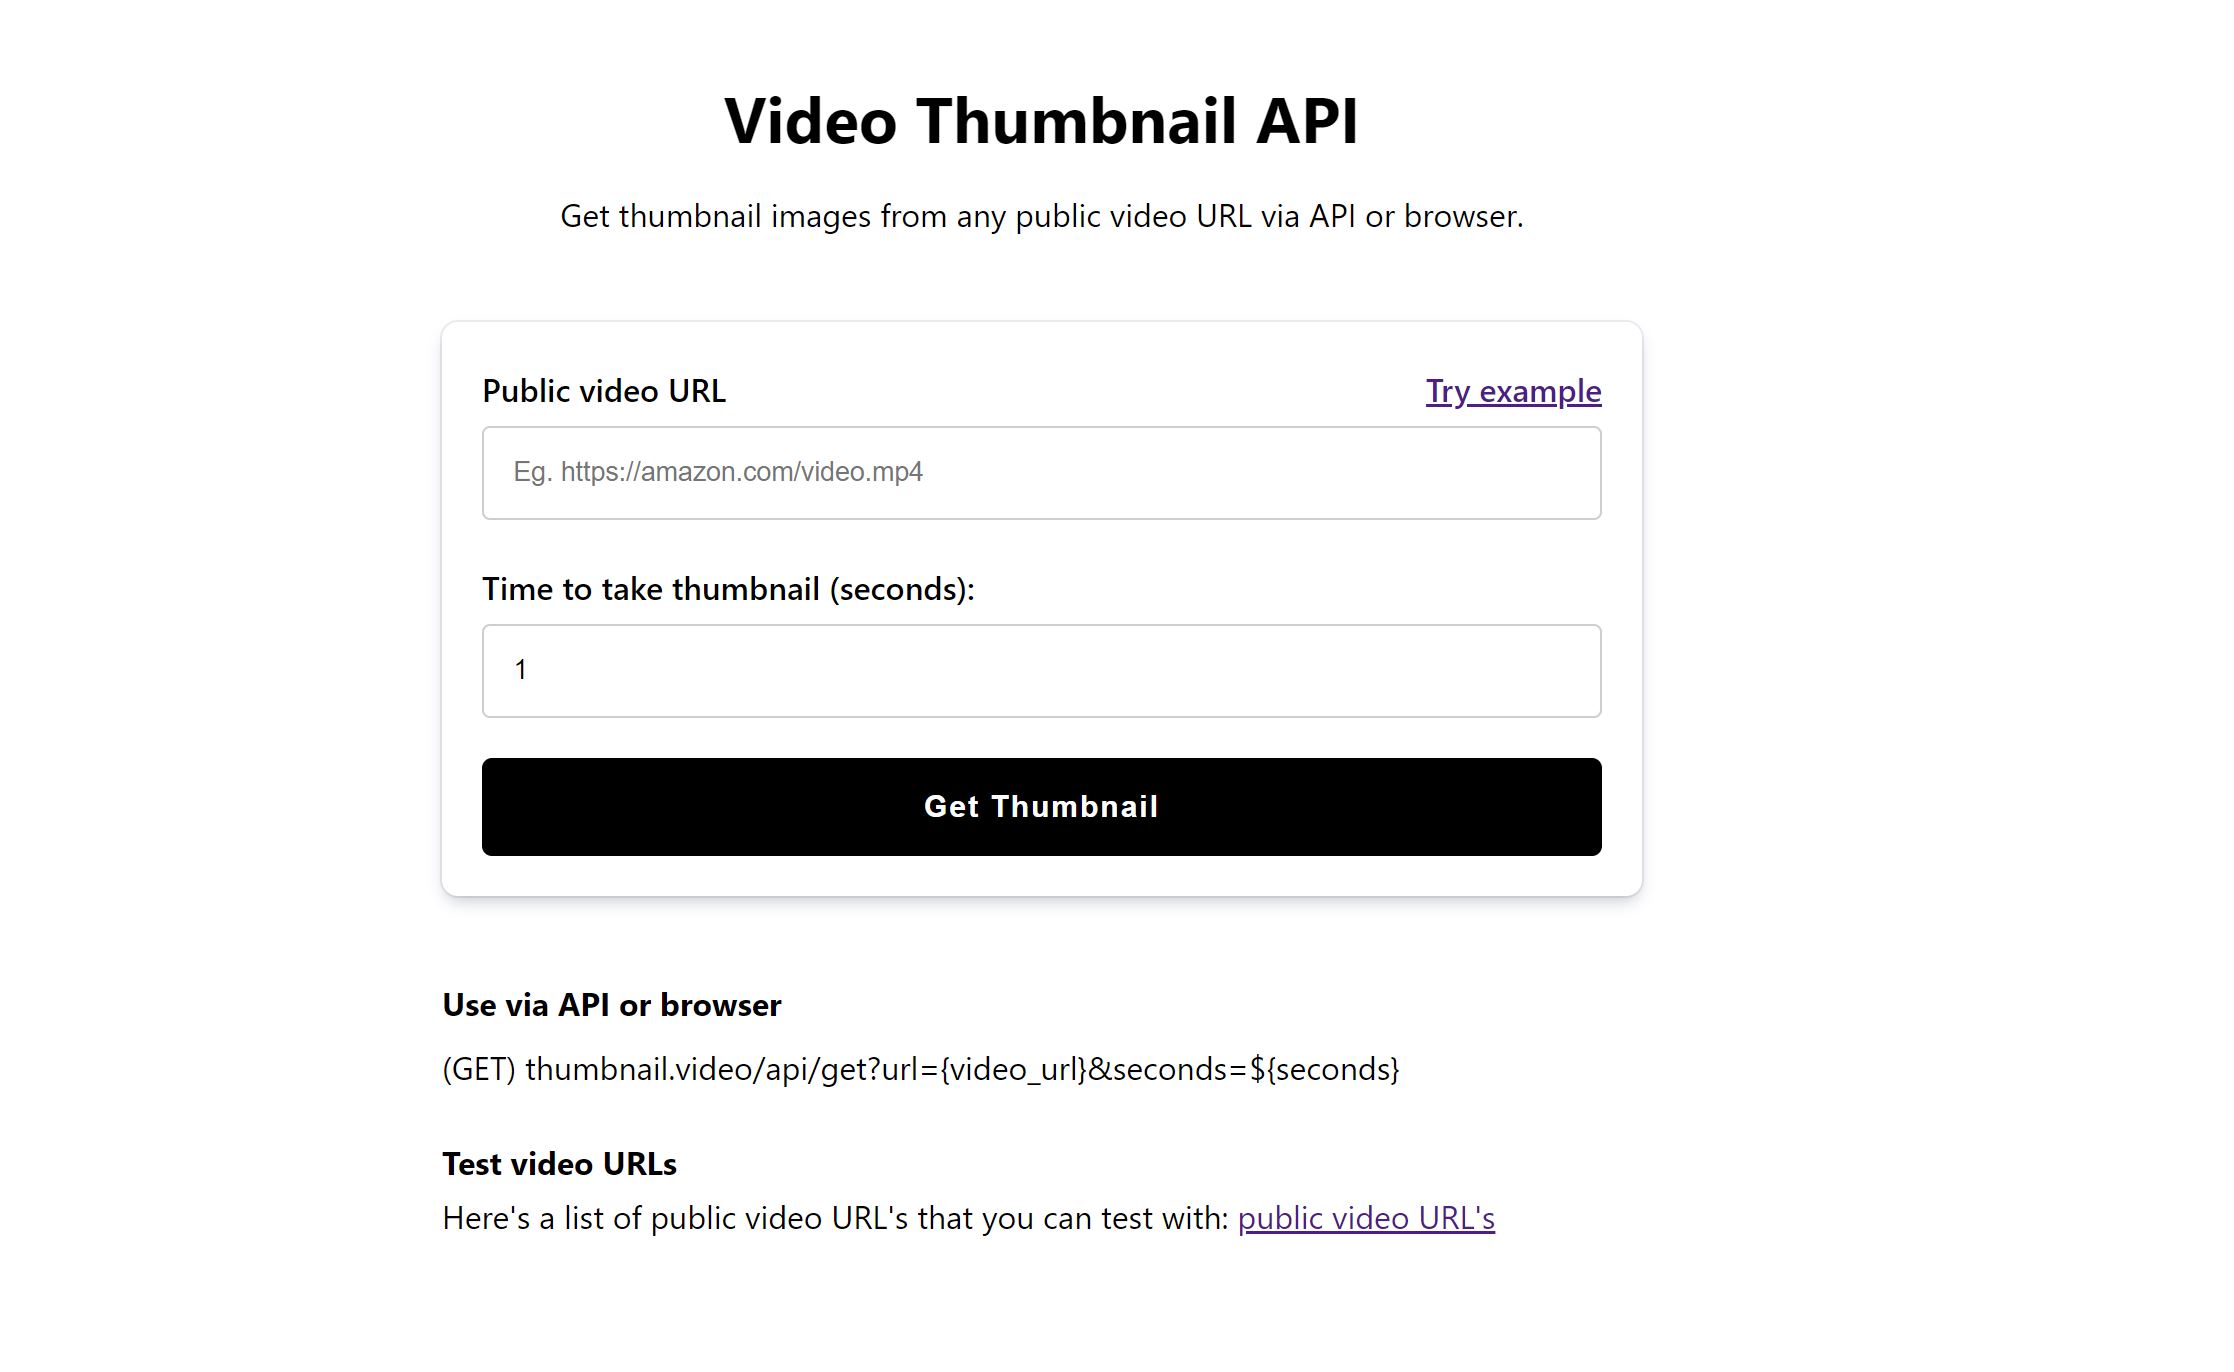 Video Thumbnail API
Get thumbnail images from any public video URL via API or browser.
Public video URL
Try example
Eg. https://amazon.com/video.mp4
Time to take thumbnail (seconds):
1
Get Thumbnail
Use via API or browser
(GET) thumbnail.video/api/get?url={video_url}&seconds=${seconds}
Test video URLs
Here's a list of public video URL's that you can test with: public video URL's